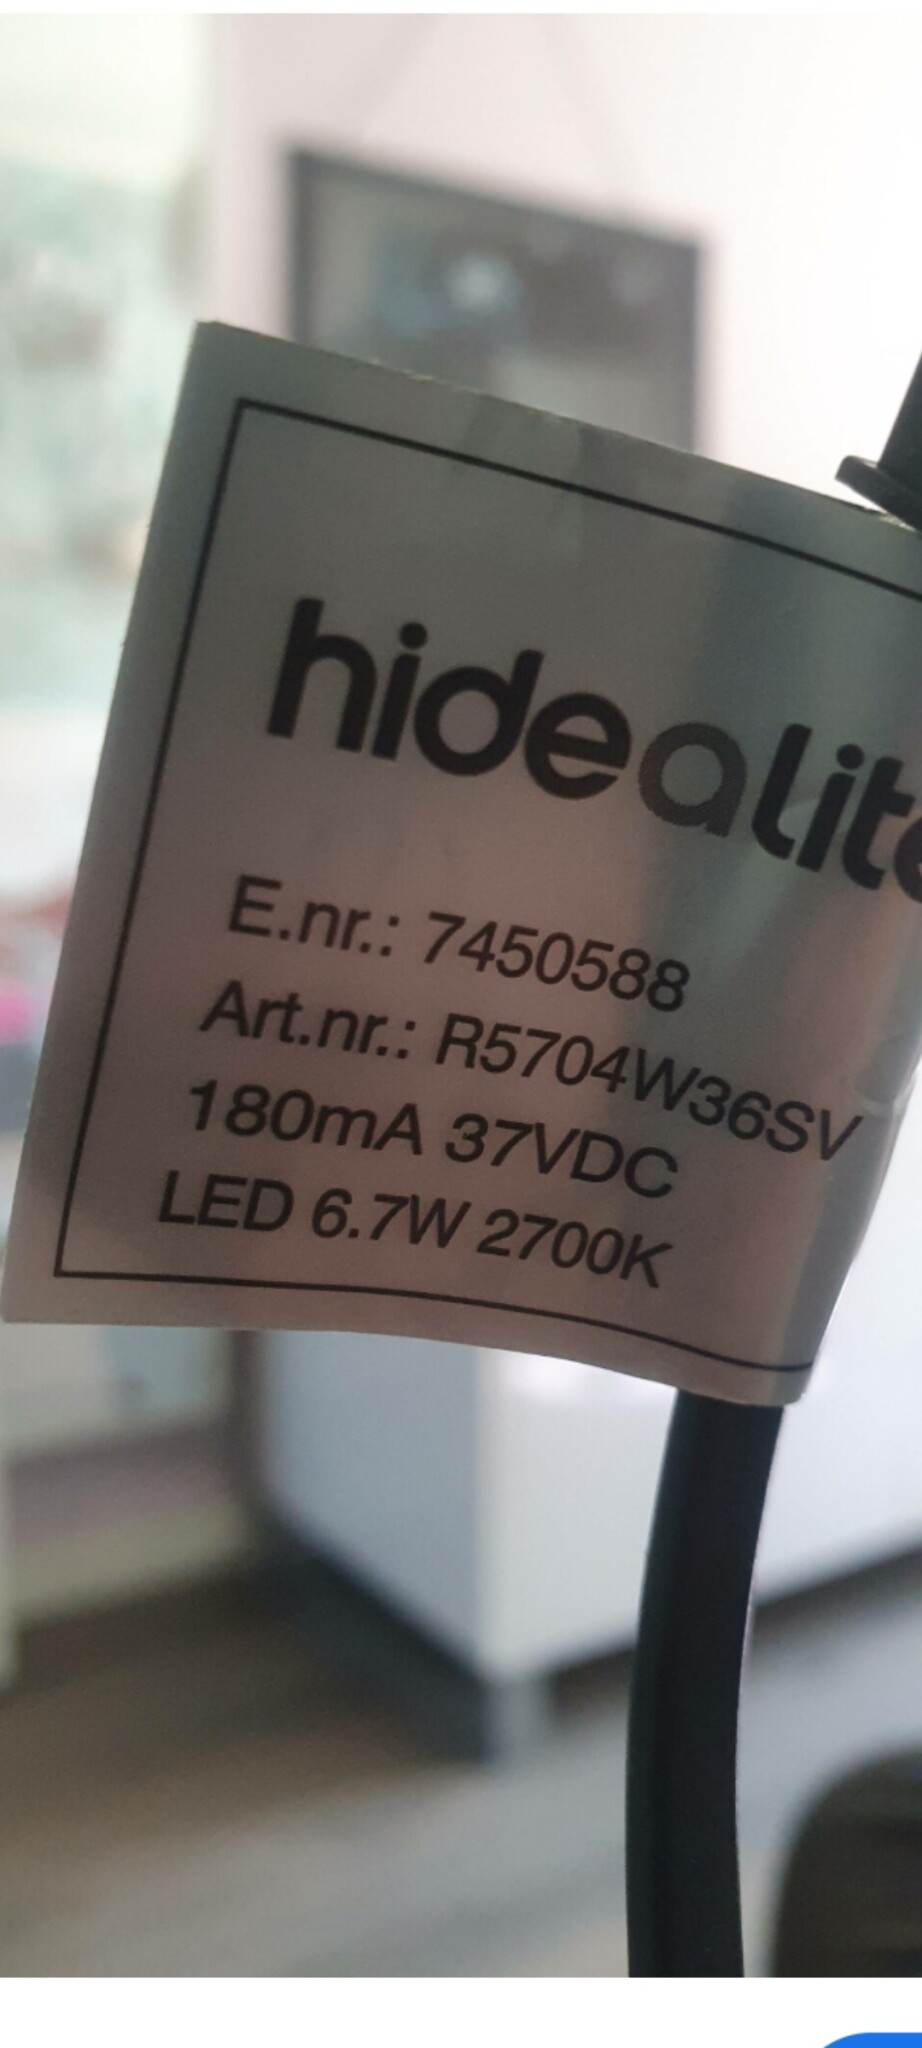 hidealite
E.nr.: 7450588
Art.nr.: R5704W36SV
180mA 37VDC
LED 6.7W 2700K